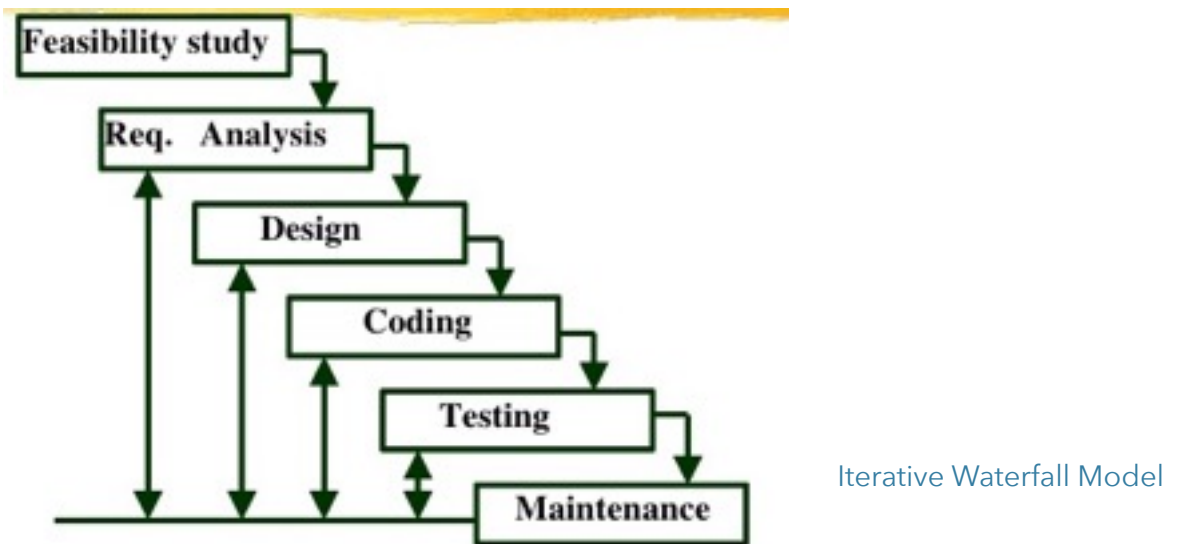 Feasibility study
Req. Analysis
Design
Coding
Testing
Maintenance
Iterative Waterfall Model